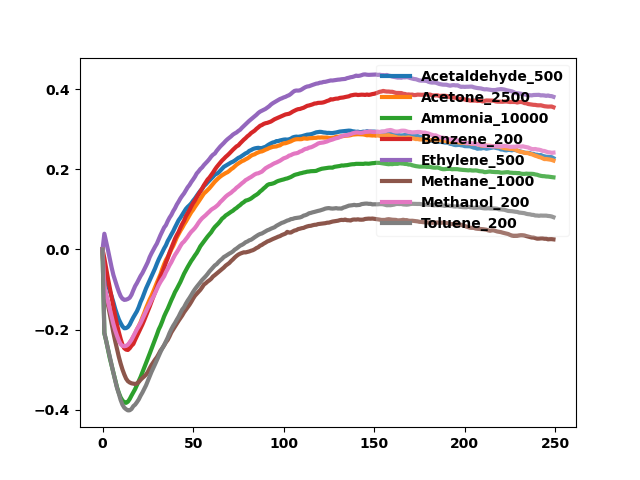 0.4
0.2
0.0
−0.2
−0.4
0
50
100
150
200
250
Acetaldehyde_500
Acetone_2500
Ammonia_10000
Benzene_200
Ethylene_500
Methane_1000
Methanol_200
Toluene_200